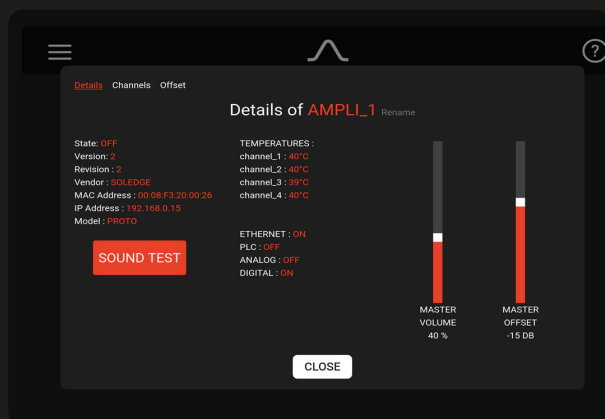 ?
Details Channels Offset
Details of AMPLI_1 Rename
State: OFF
Version: 2
Revision : 2
Vendor : SOLEDGE
MAC Address : 00:08:F3:20:00:26
IP Address : 192.168.0.15
Model : PROTO
SOUND TEST
TEMPERATURES :
channel_1 : 40°C
channel_2 : 40°C
channel_3 : 39°C
channel_4 : 40°C
ETHERNET : ON
PLC : OFF
ANALOG : OFF
DIGITAL : ON
MASTER
VOLUME
40 %
MASTER
OFFSET
-15 DB
CLOSE